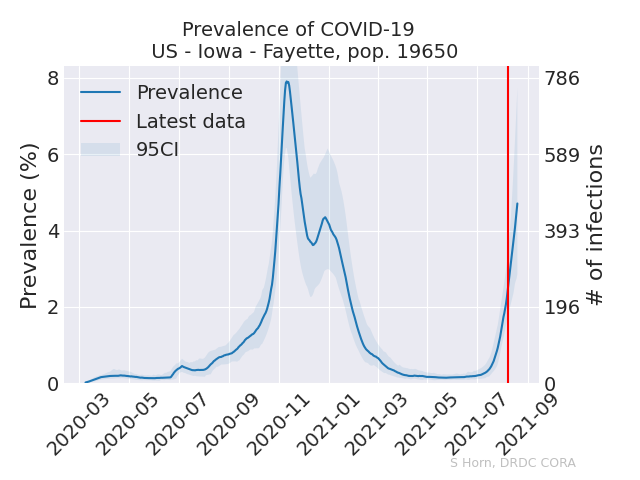 Prevalence of COVID-19
US - Iowa - Fayette, pop. 19650
Prevalence
Latest data
95CI
Prevalence (%)
8
6
4
2
0
786
589
393
196
0
# of infections
2020-03
2020-05
2020-07
2020-09
2020-11
2021-01
2021-03
2021-05
2021-07
2021-09
S Horn, DRDC CORA